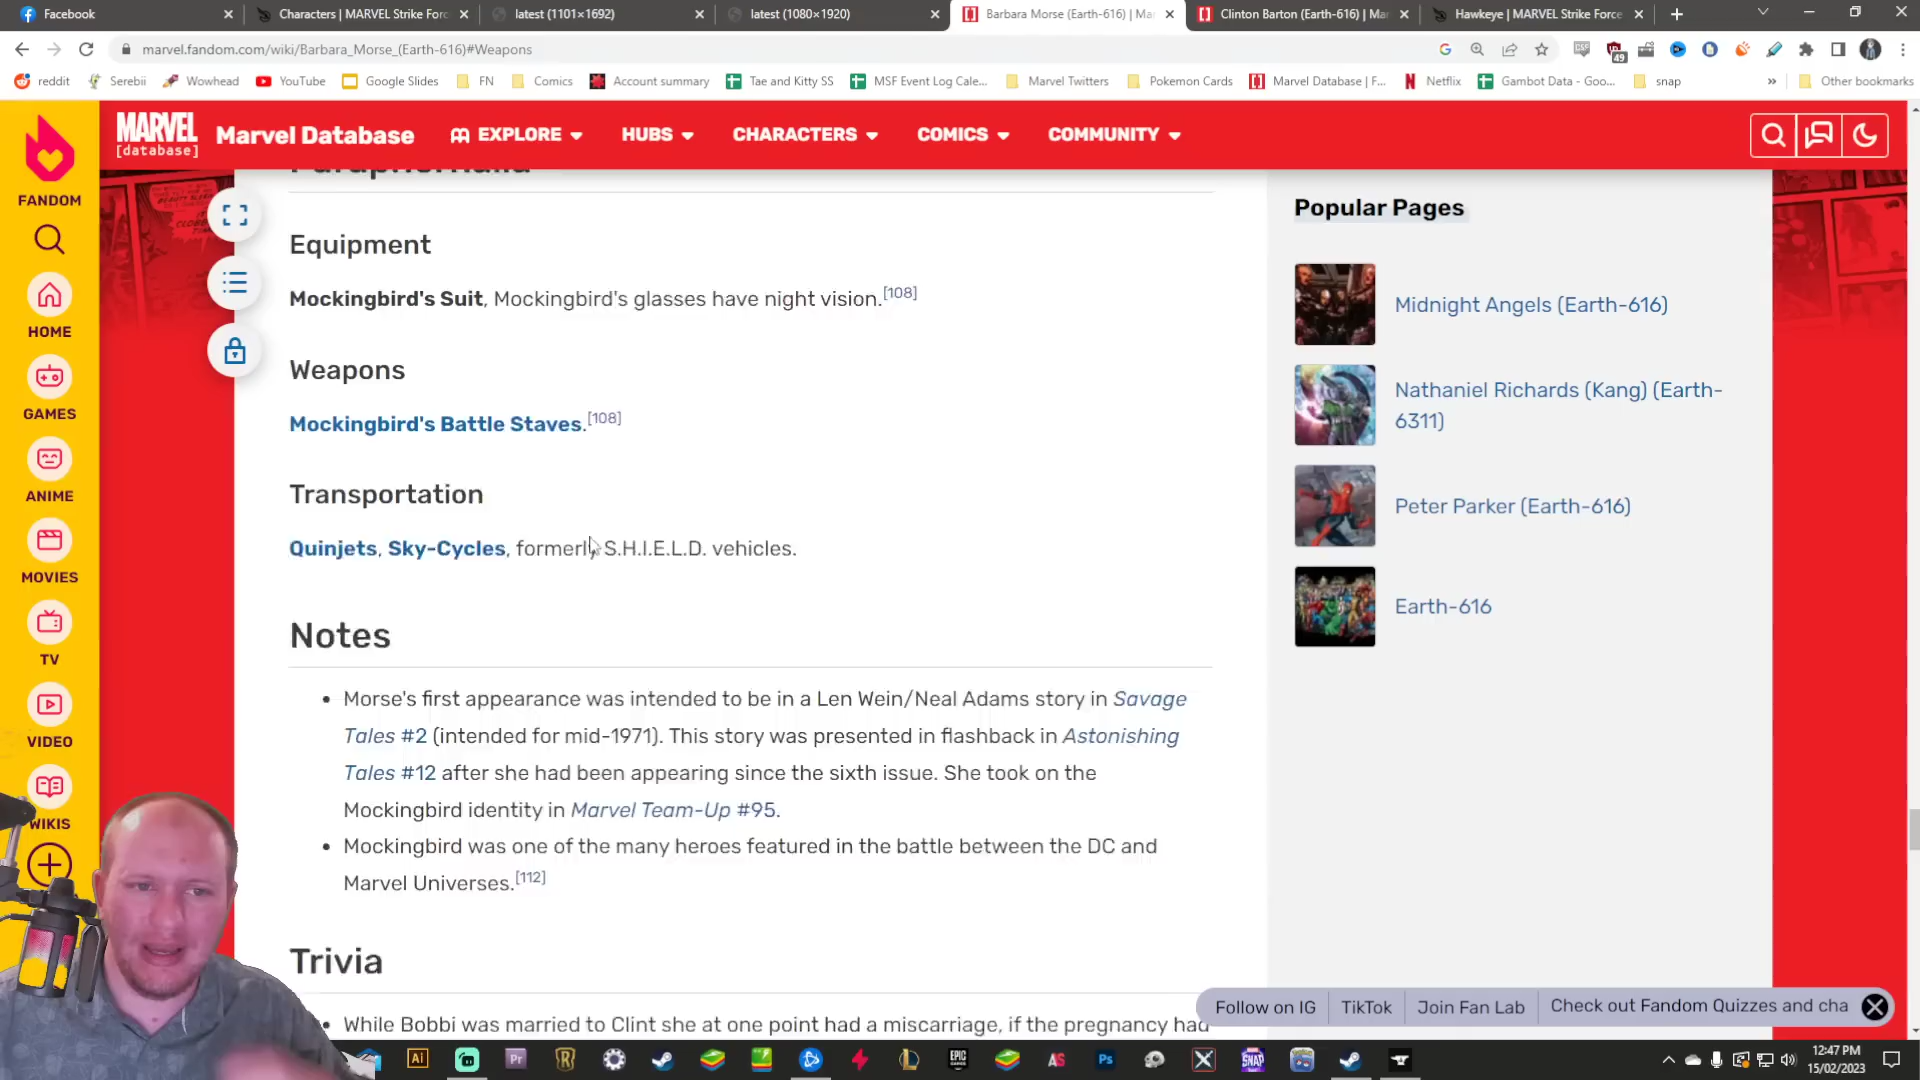 Facebook
Characters | MARVEL Strike Forc
latest (1101×1692)
latest (1080×1920)
Barbara Morse (Earth-616) | Mar
Clinton Barton (Earth-616) | Mar
Hawkeye | MARVEL Strike Force
marvel.fandom.com/wiki/Barbara_Morse_(Earth-616)#Weapons
49
reddit
Serebii
Wowhead
YouTube
Google Slides
FN
Comics
Account summary
Tae and Kitty SS
MSF Event Log Cale...
Marvel Twitters
Pokemon Cards
Marvel Database | F...
Netflix
Gambot Data - Goo...
snap
»
Other bookmarks
MARVEL
[database]
Marvel Database
EXPLORE
HUBS
CHARACTERS
COMICS
COMMUNITY
FANDOM
HOME
GAMES
ANIME
MOVIES
TV
VIDEO
WIKIS
Paraphernalia
Equipment
Mockingbird's Suit, Mockingbird's glasses have night vision.[108]
Weapons
Mockingbird's Battle Staves.[108]
Transportation
Quinjets, Sky-Cycles, formerly S.H.I.E.L.D. vehicles.
Notes
• Morse's first appearance was intended to be in a Len Wein/Neal Adams story in Savage
Tales #2 (intended for mid-1971). This story was presented in flashback in Astonishing
Tales #12 after she had been appearing since the sixth issue. She took on the
Mockingbird identity in Marvel Team-Up #95.
• Mockingbird was one of the many heroes featured in the battle between the DC and
Marvel Universes.[112]
Trivia
• While Bobbi was married to Clint she at one point had a miscarriage, if the pregnancy had
Popular Pages
Midnight Angels (Earth-616)
Nathaniel Richards (Kang) (Earth-
6311)
Peter Parker (Earth-616)
Earth-616
Follow on IG
TikTok
Join Fan Lab
Check out Fandom Quizzes and cha
Ai
Pr
EPIC
AS
Ps
SNAP
12:47 PM
15/02/2023